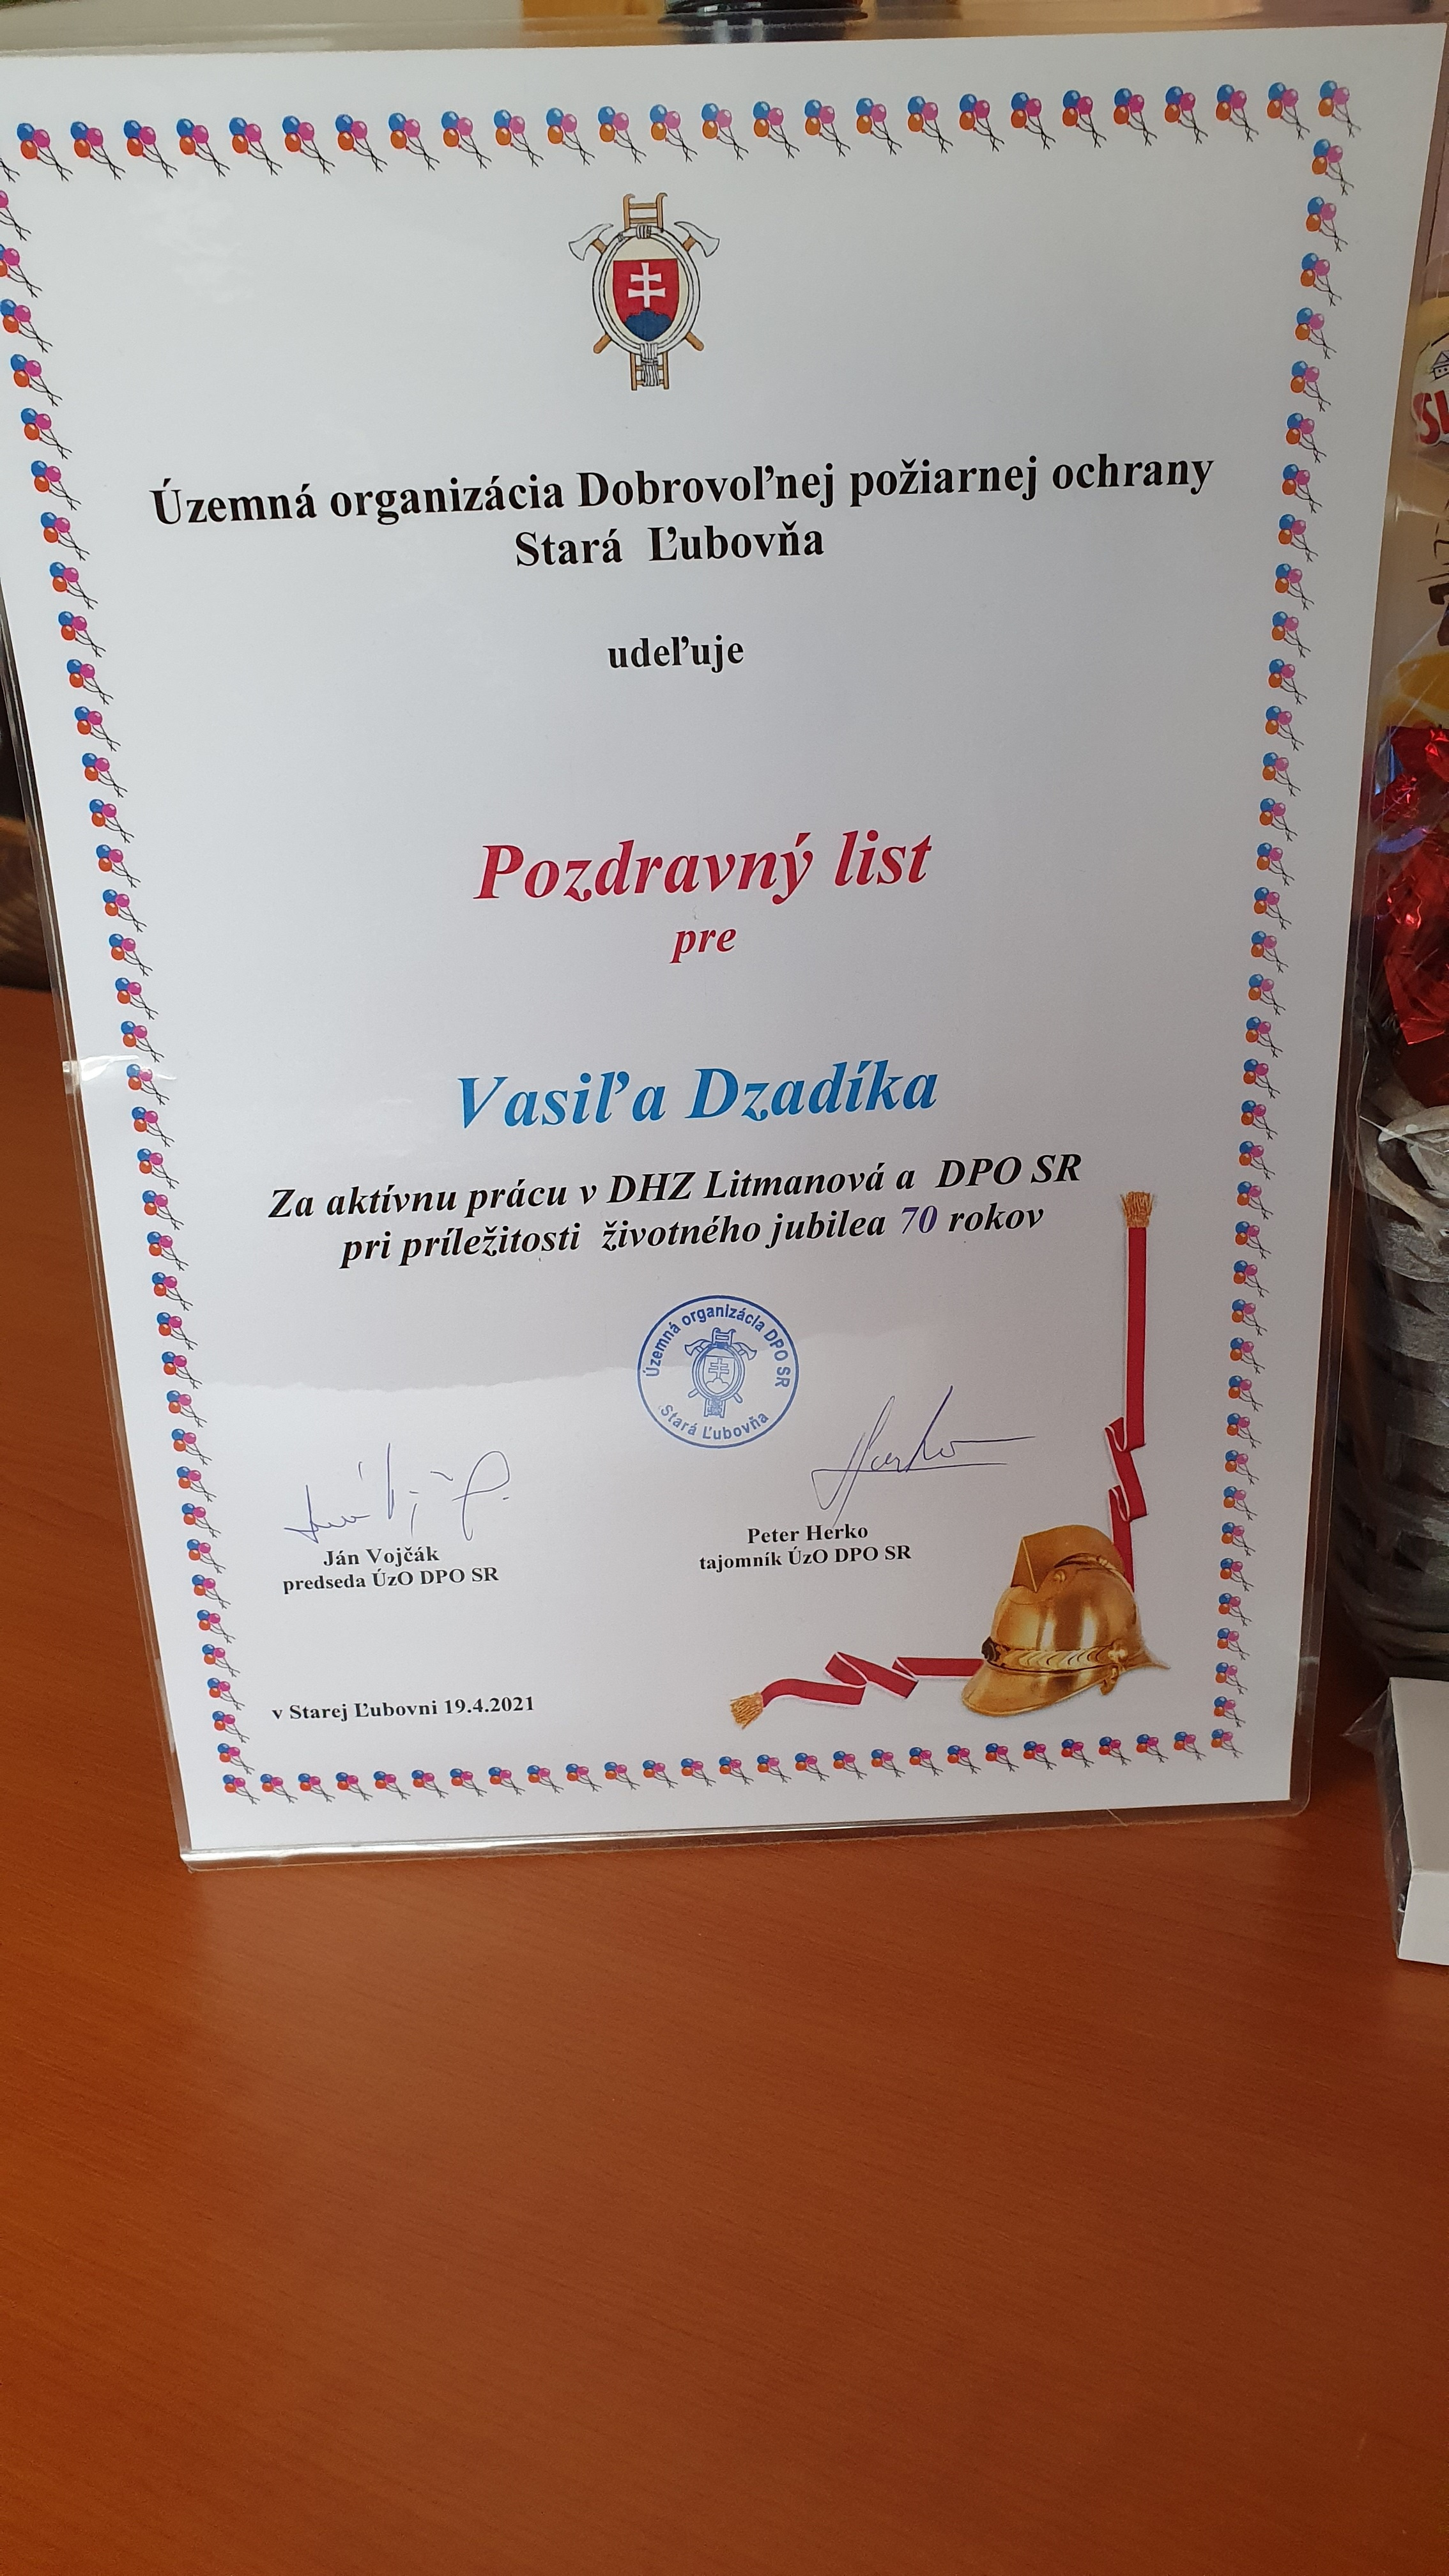 Územná organizácia Dobrovoľnej požiarnej ochrany
Stará Ľubovňa
udeľuje
Pozdravný list
pre
Vasiľa Dzadíka
Za aktívnu prácu v DHZ Litmanová a DPO SR
pri príležitosti životného jubilea 70 rokov
Územná organizácia DPO SR
Stará Ľubovňa
Ján Vojčák
predseda ÚzO DPO SR
Peter Herko
tajomník ÚzO DPO SR
v Starej Ľubovni 19.4.2021